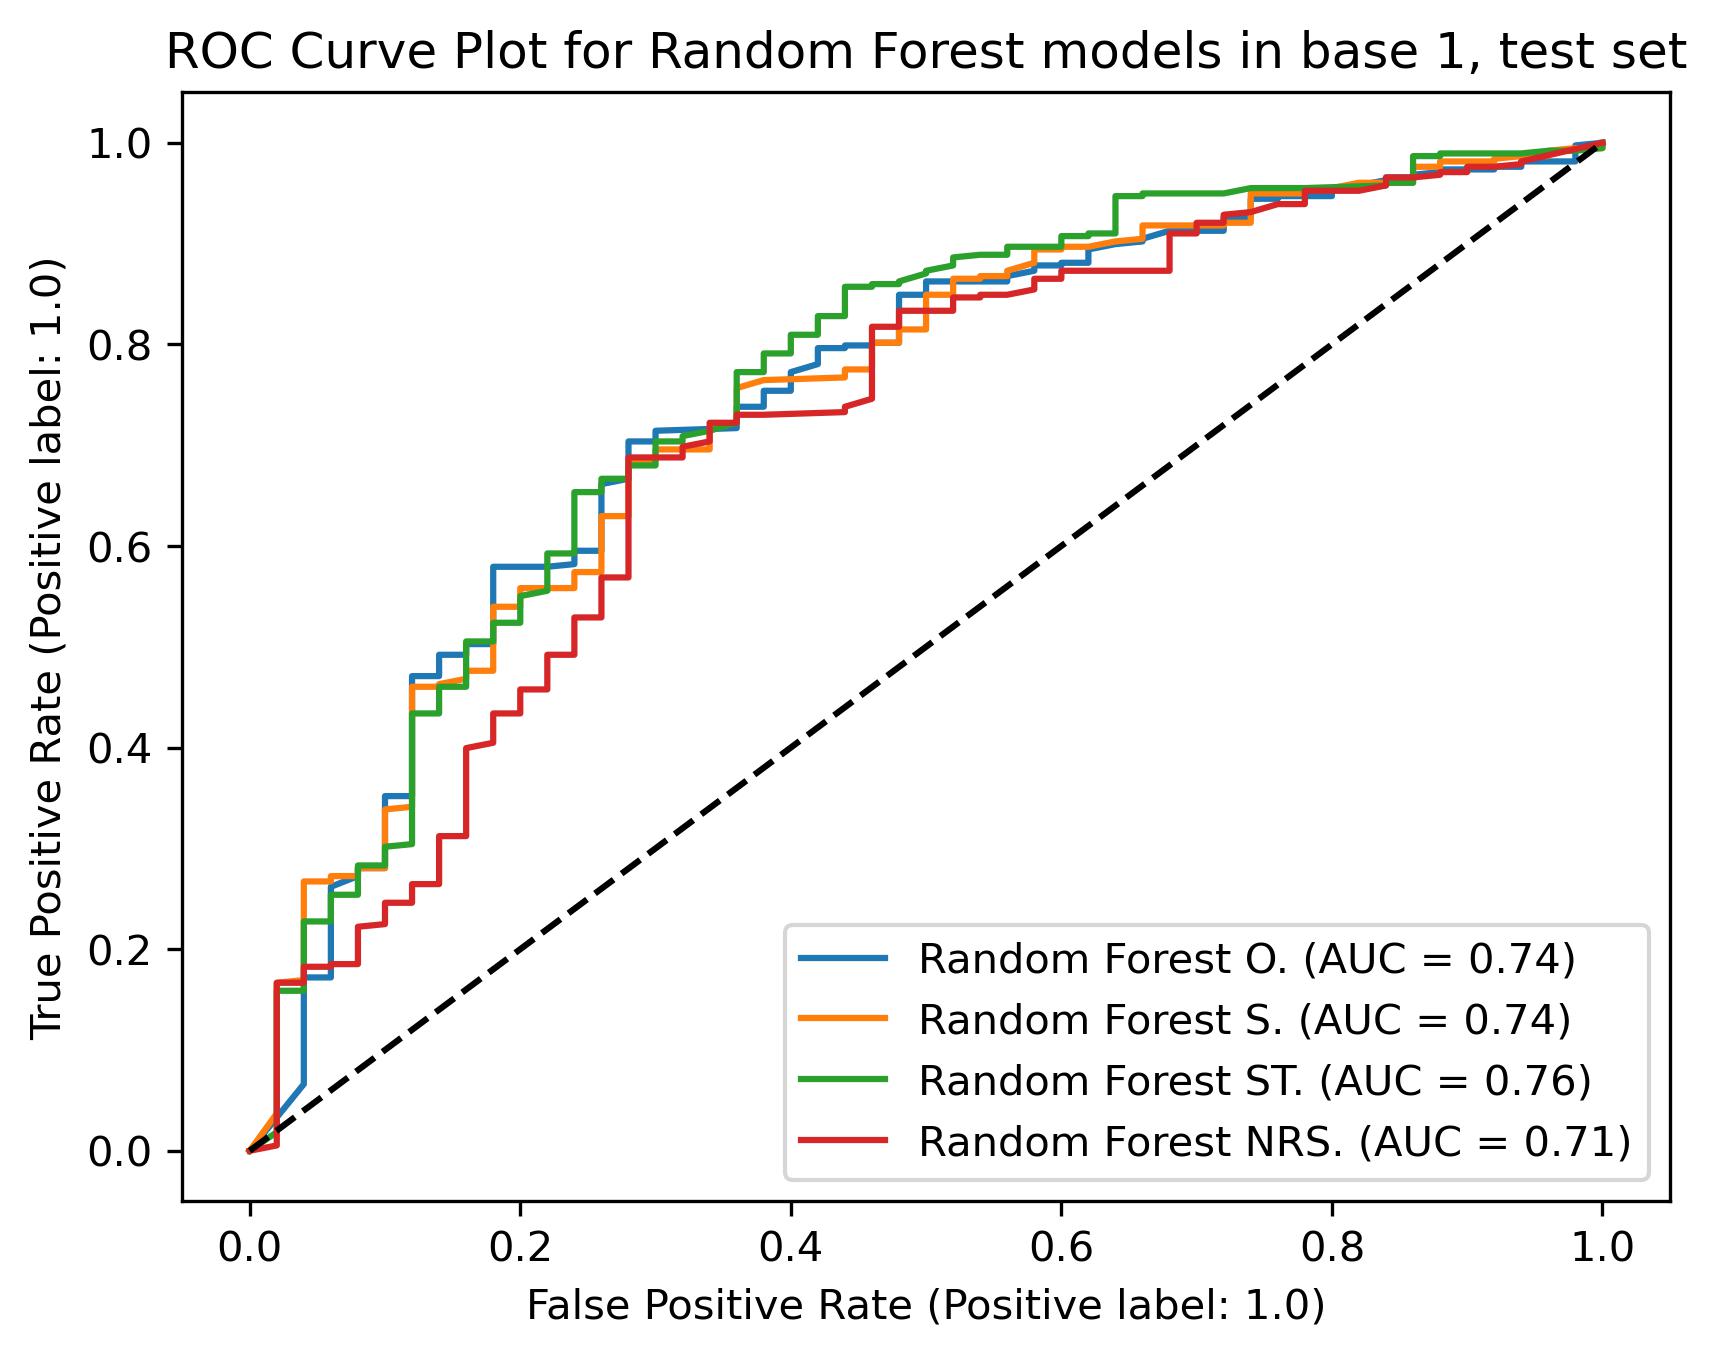 ROC Curve Plot for Random Forest models in base 1, test set
True Positive Rate (Positive label: 1.0)
1.0
0.8
0.6
0.4
0.2
0.0
Random Forest O. (AUC = 0.74)
Random Forest S. (AUC = 0.74)
Random Forest ST. (AUC = 0.76)
Random Forest NRS. (AUC = 0.71)
0.0 0.2 0.4 0.6 0.8 1.0
False Positive Rate (Positive label: 1.0)